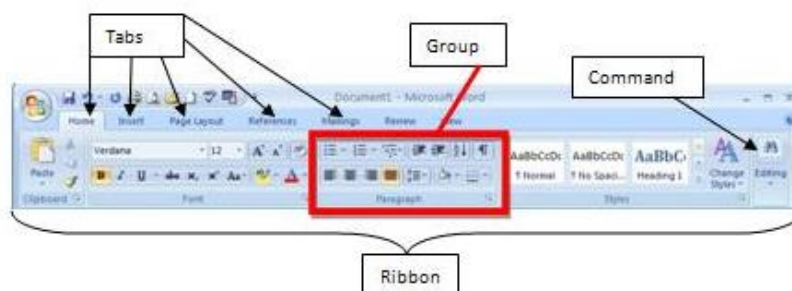 Tabs
Group
Command
Document1 - Microsoft Word
Home Insert Page Layout References Mailings Review View
Verdana 12
Paste
AaBbCcDc AaBbCcDc AaBbC
¶ Normal ¶ No Spaci... Heading 1
Change Styles
Editing
Clipboard Font Paragraph Styles
Ribbon